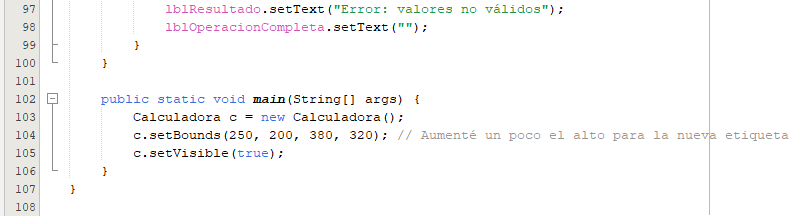 97 lblResultado.setText("Error: valores no válidos");
98 lblOperacionCompleta.setText("");
99 }
100 }
101
102 public static void main(String[] args) {
103 Calculadora c = new Calculadora();
104 c.setBounds(250, 200, 380, 320); // Aumenté un poco el alto para la nueva etiqueta
105 c.setVisible(true);
106 }
107 }
108